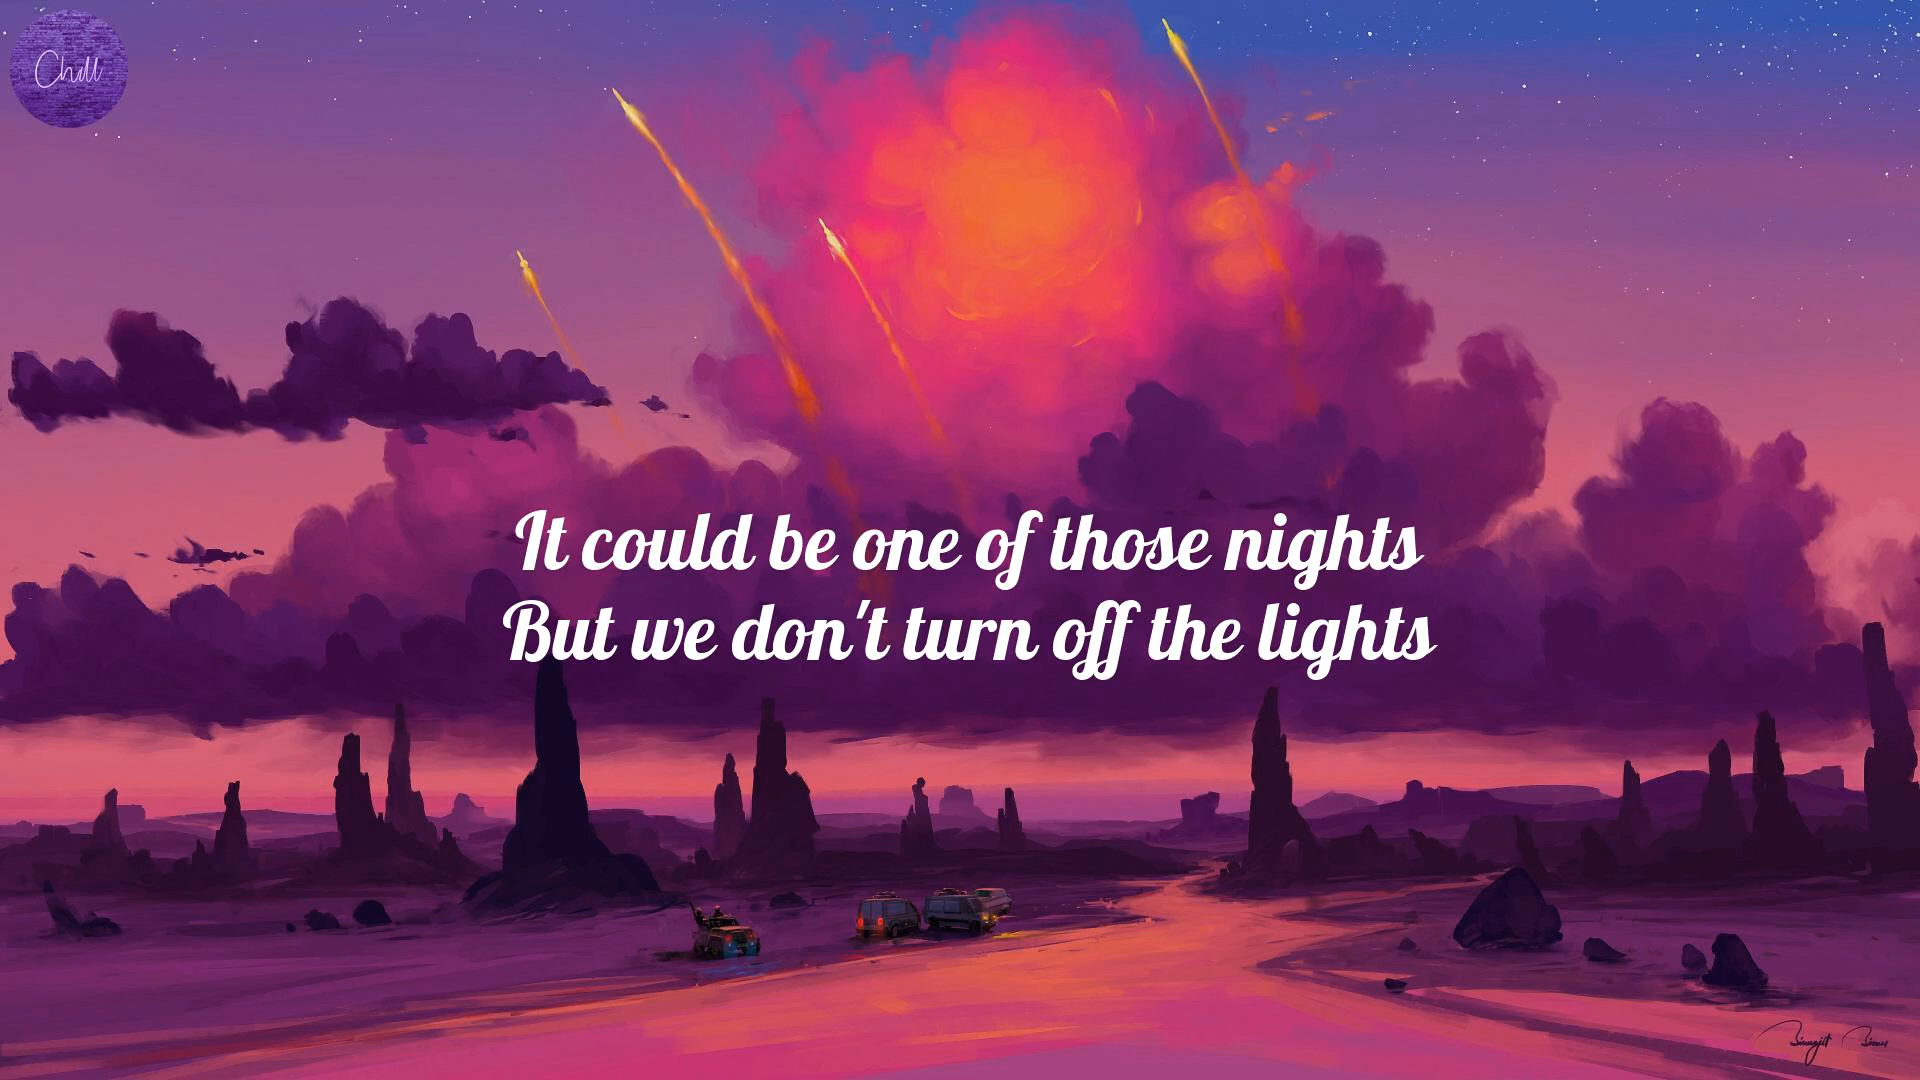 Chill
It could be one of those nights
But we don't turn off the lights